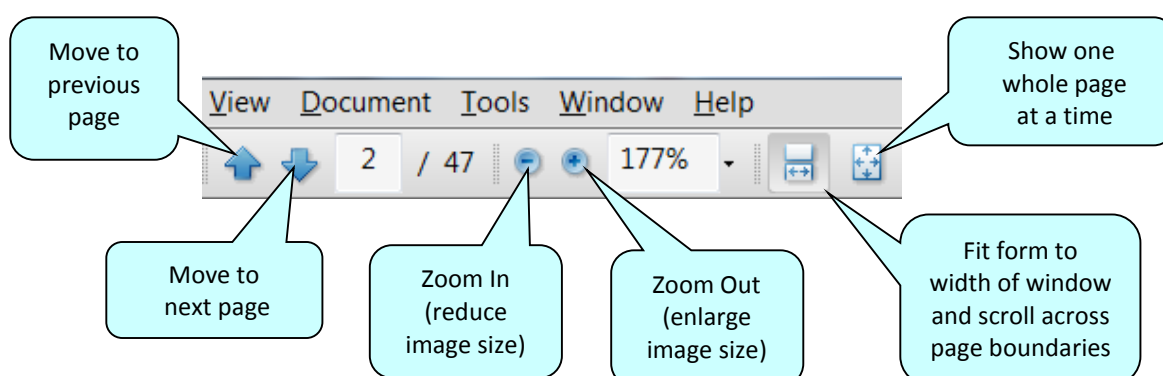 Move to
previous
page
Show one
whole page
at a time
View Document Tools Window Help
2 / 47 177%
Move to
next page
Zoom In
(reduce
image size)
Zoom Out
(enlarge
image size)
Fit form to
width of window
and scroll across
page boundaries